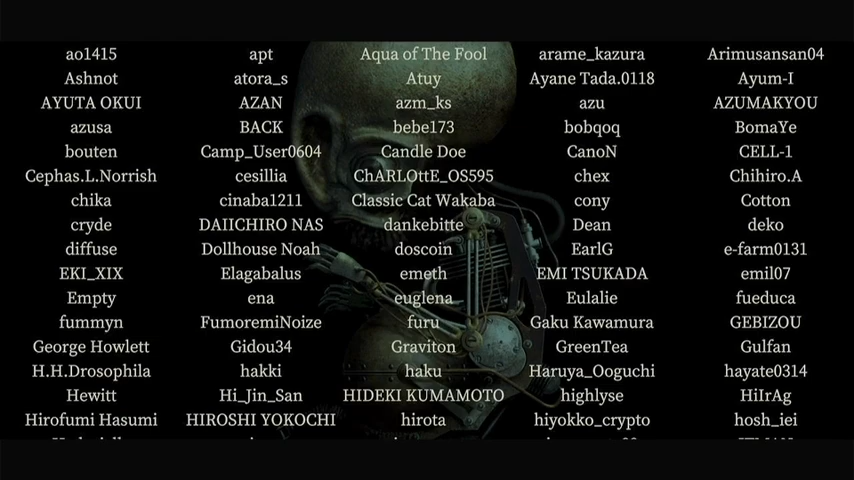 ao1415 apt Aqua of The Fool arame_kazura Arimusansan04
Ashnot atora_s Atuy Ayane Tada.0118 Ayum-I
AYUTA OKUI AZAN azm_ks azu AZUMAKYOU
azusa BACK bebe173 bobqoq BomaYe
bouten Camp_User0604 Candle Doe CanoN CELL-1
Cephas.L.Norrish cesillia ChARLOttE_OS595 chex Chihiro.A
chika cinaba1211 Classic Cat Wakaba cony Cotton
cryde DAIICHIRO NAS dankebitte Dean deko
diffuse Dollhouse Noah doscoin EarlG e-farm0131
EKI_XIX Elagabalus emeth EMI TSUKADA emil07
Empty ena euglena Eulalie fueduca
fummyn FumoremiNoize furu Gaku Kawamura GEBIZOU
George Howlett Gidou34 Graviton GreenTea Gulfan
H.H.Drosophila hakki haku Haruya_Ooguchi hayate0314
Hewitt Hi_Jin_San HIDEKI KUMAMOTO highlyse HiIrAg
Hirofumi Hasumi HIROSHI YOKOCHI hirota hiyokko_crypto hosh_iei